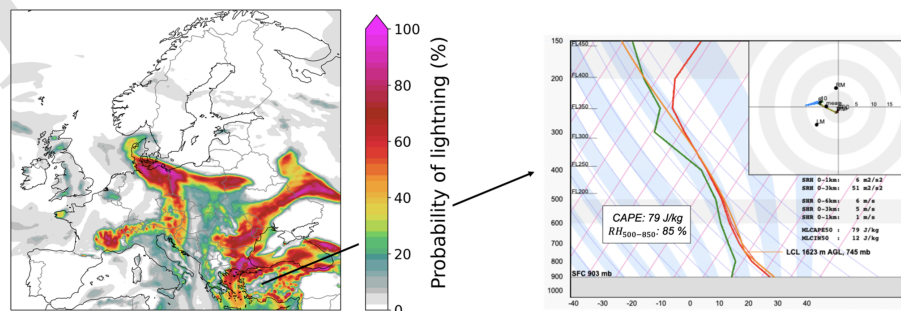 100
80
60
40
20
0
Probability of lightning (%)
150
200
250
300
400
500
600
700
800
900
1000
FL450
FL400
FL350
FL250
FL200
RM
LM
5
10
15
SRH 0-1km: 6 m2/s2
SRH 0-3km: 51 m2/s2
SHR 0-6km: 6 m/s
SHR 0-3km: 5 m/s
SHR 0-1km: 1 m/s
MLCAPE50 : 79 J/kg
MLCIN50 : 12 J/kg
CAPE: 79 J/kg
RH500−850: 85 %
LCL 1623 m AGL, 745 mb
SFC 903 mb
-40
-30
-20
-10
0
10
20
30
40